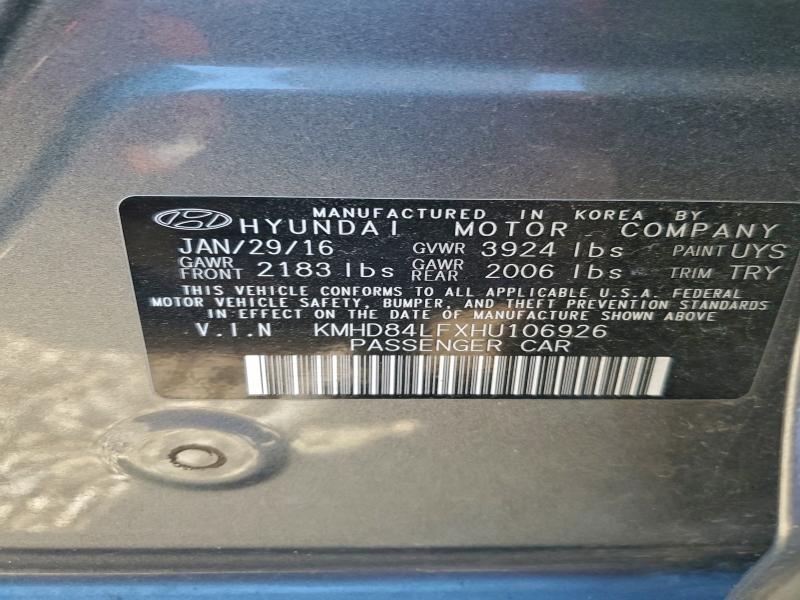 MANUFACTURED IN KOREA BY
HYUNDAI MOTOR COMPANY
JAN/29/16 GVWR 3924 lbs PAINT UYS
GAWR FRONT 2183 lbs GAWR REAR 2006 lbs TRIM TRY
THIS VEHICLE CONFORMS TO ALL APPLICABLE U.S.A. FEDERAL
MOTOR VEHICLE SAFETY, BUMPER, AND THEFT PREVENTION STANDARDS
IN EFFECT ON THE DATE OF MANUFACTURE SHOWN ABOVE
V.I.N KMHD84LFXHU106926
PASSENGER CAR